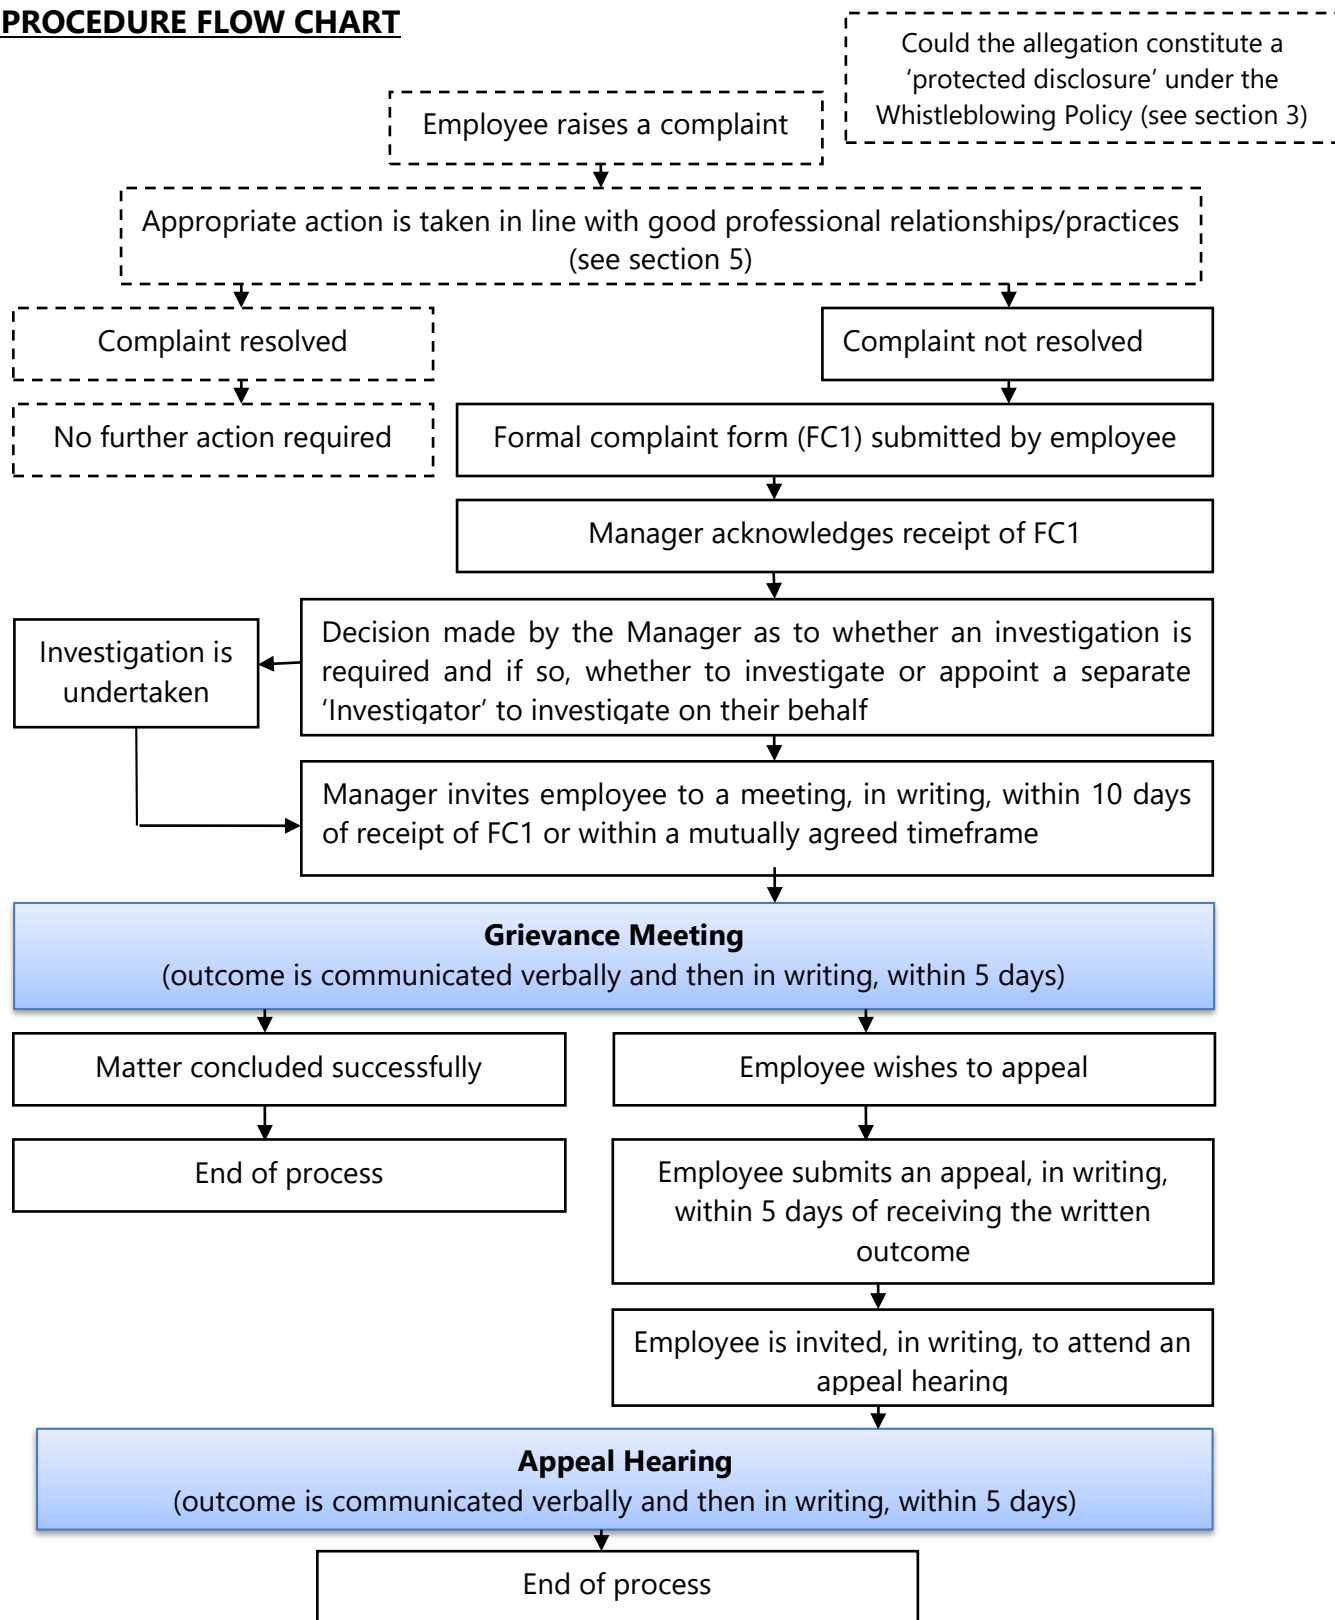 PROCEDURE FLOW CHART
Could the allegation constitute a
‘protected disclosure’ under the
Whistleblowing Policy (see section 3)
Employee raises a complaint
Appropriate action is taken in line with good professional relationships/practices
(see section 5)
Complaint resolved
Complaint not resolved
No further action required
Formal complaint form (FC1) submitted by employee
Manager acknowledges receipt of FC1
Investigation is
undertaken
Decision made by the Manager as to whether an investigation is
required and if so, whether to investigate or appoint a separate
‘Investigator’ to investigate on their behalf
Manager invites employee to a meeting, in writing, within 10 days
of receipt of FC1 or within a mutually agreed timeframe
Grievance Meeting
(outcome is communicated verbally and then in writing, within 5 days)
Matter concluded successfully
Employee wishes to appeal
End of process
Employee submits an appeal, in writing,
within 5 days of receiving the written
outcome
Employee is invited, in writing, to attend an
appeal hearing
Appeal Hearing
(outcome is communicated verbally and then in writing, within 5 days)
End of process